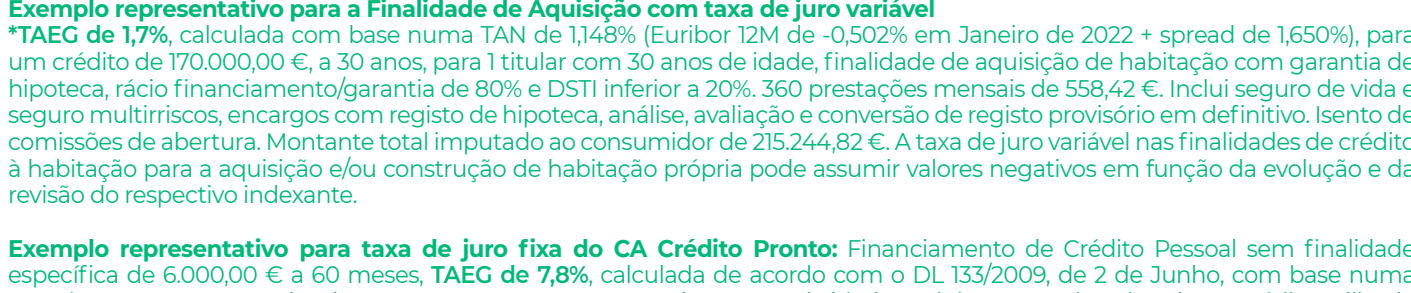 Exemplo representativo para a Finalidade de Aquisição com taxa de juro variável
*TAEG de 1,7%, calculada com base numa TAN de 1,148% (Euribor 12M de -0,502% em Janeiro de 2022 + spread de 1,650%), para
um crédito de 170.000,00 €, a 30 anos, para 1 titular com 30 anos de idade, finalidade de aquisição de habitação com garantia de
hipoteca, rácio financiamento/garantia de 80% e DSTI inferior a 20%. 360 prestações mensais de 558,42 €. Inclui seguro de vida e
seguro multirriscos, encargos com registo de hipoteca, análise, avaliação e conversão de registo provisório em definitivo. Isento de
comissões de abertura. Montante total imputado ao consumidor de 215.244,82 €. A taxa de juro variável nas finalidades de crédito
à habitação para a aquisição e/ou construção de habitação própria pode assumir valores negativos em função da evolução e da
revisão do respectivo indexante.
Exemplo representativo para taxa de juro fixa do CA Crédito Pronto: Financiamento de Crédito Pessoal sem finalidade
específica de 6.000,00 € a 60 meses, TAEG de 7,8%, calculada de acordo com o DL 133/2009, de 2 de Junho, com base numa